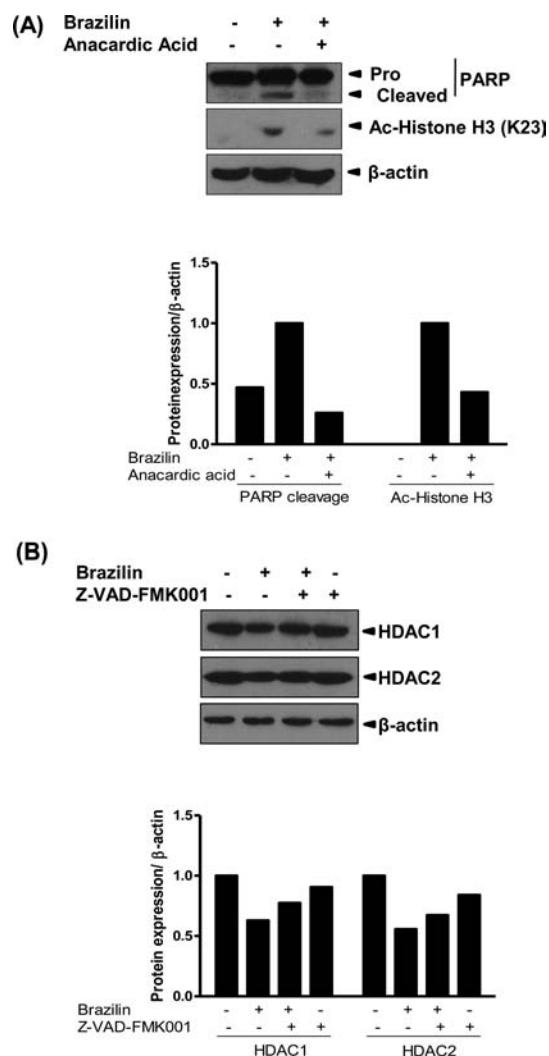 (A)
Brazilin - + +
Anacardic Acid - - +
Pro
Cleaved
PARP
Ac-Histone H3 (K23)
β-actin
Proteinexpression/β-actin
1.5
1.0
0.5
0.0
Brazilin - + + - + +
Anacardic acid - - + - - +
PARP cleavage Ac-Histone H3
(B)
Brazilin - + + -
Z-VAD-FMK001 - - + +
HDAC1
HDAC2
β-actin
Protein expression/ β-actin
1.5
1.0
0.5
0.0
Brazilin - + + - - + + -
Z-VAD-FMK001 - - + + - - + +
HDAC1 HDAC2